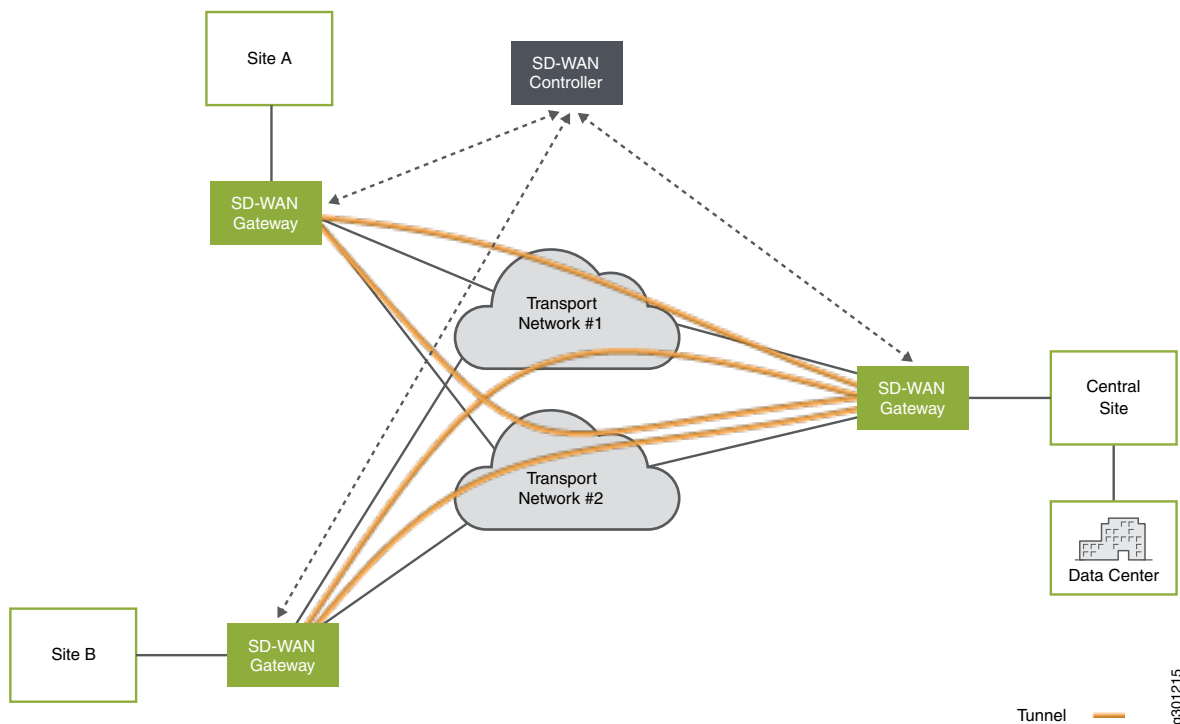 Site A
SD-WAN
Controller
SD-WAN
Gateway
Transport
Network #1
SD-WAN
Gateway
Central
Site
Transport
Network #2
Data Center
Site B
SD-WAN
Gateway
Tunnel
g301215